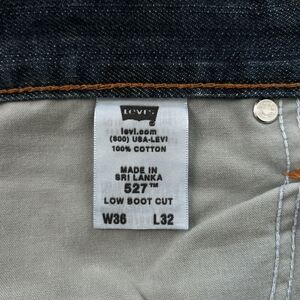 Levi's
levi.com
(800) USA-LEVI
100% COTTON
MADE IN
SRI LANKA
527™
LOW BOOT CUT
W36 L32